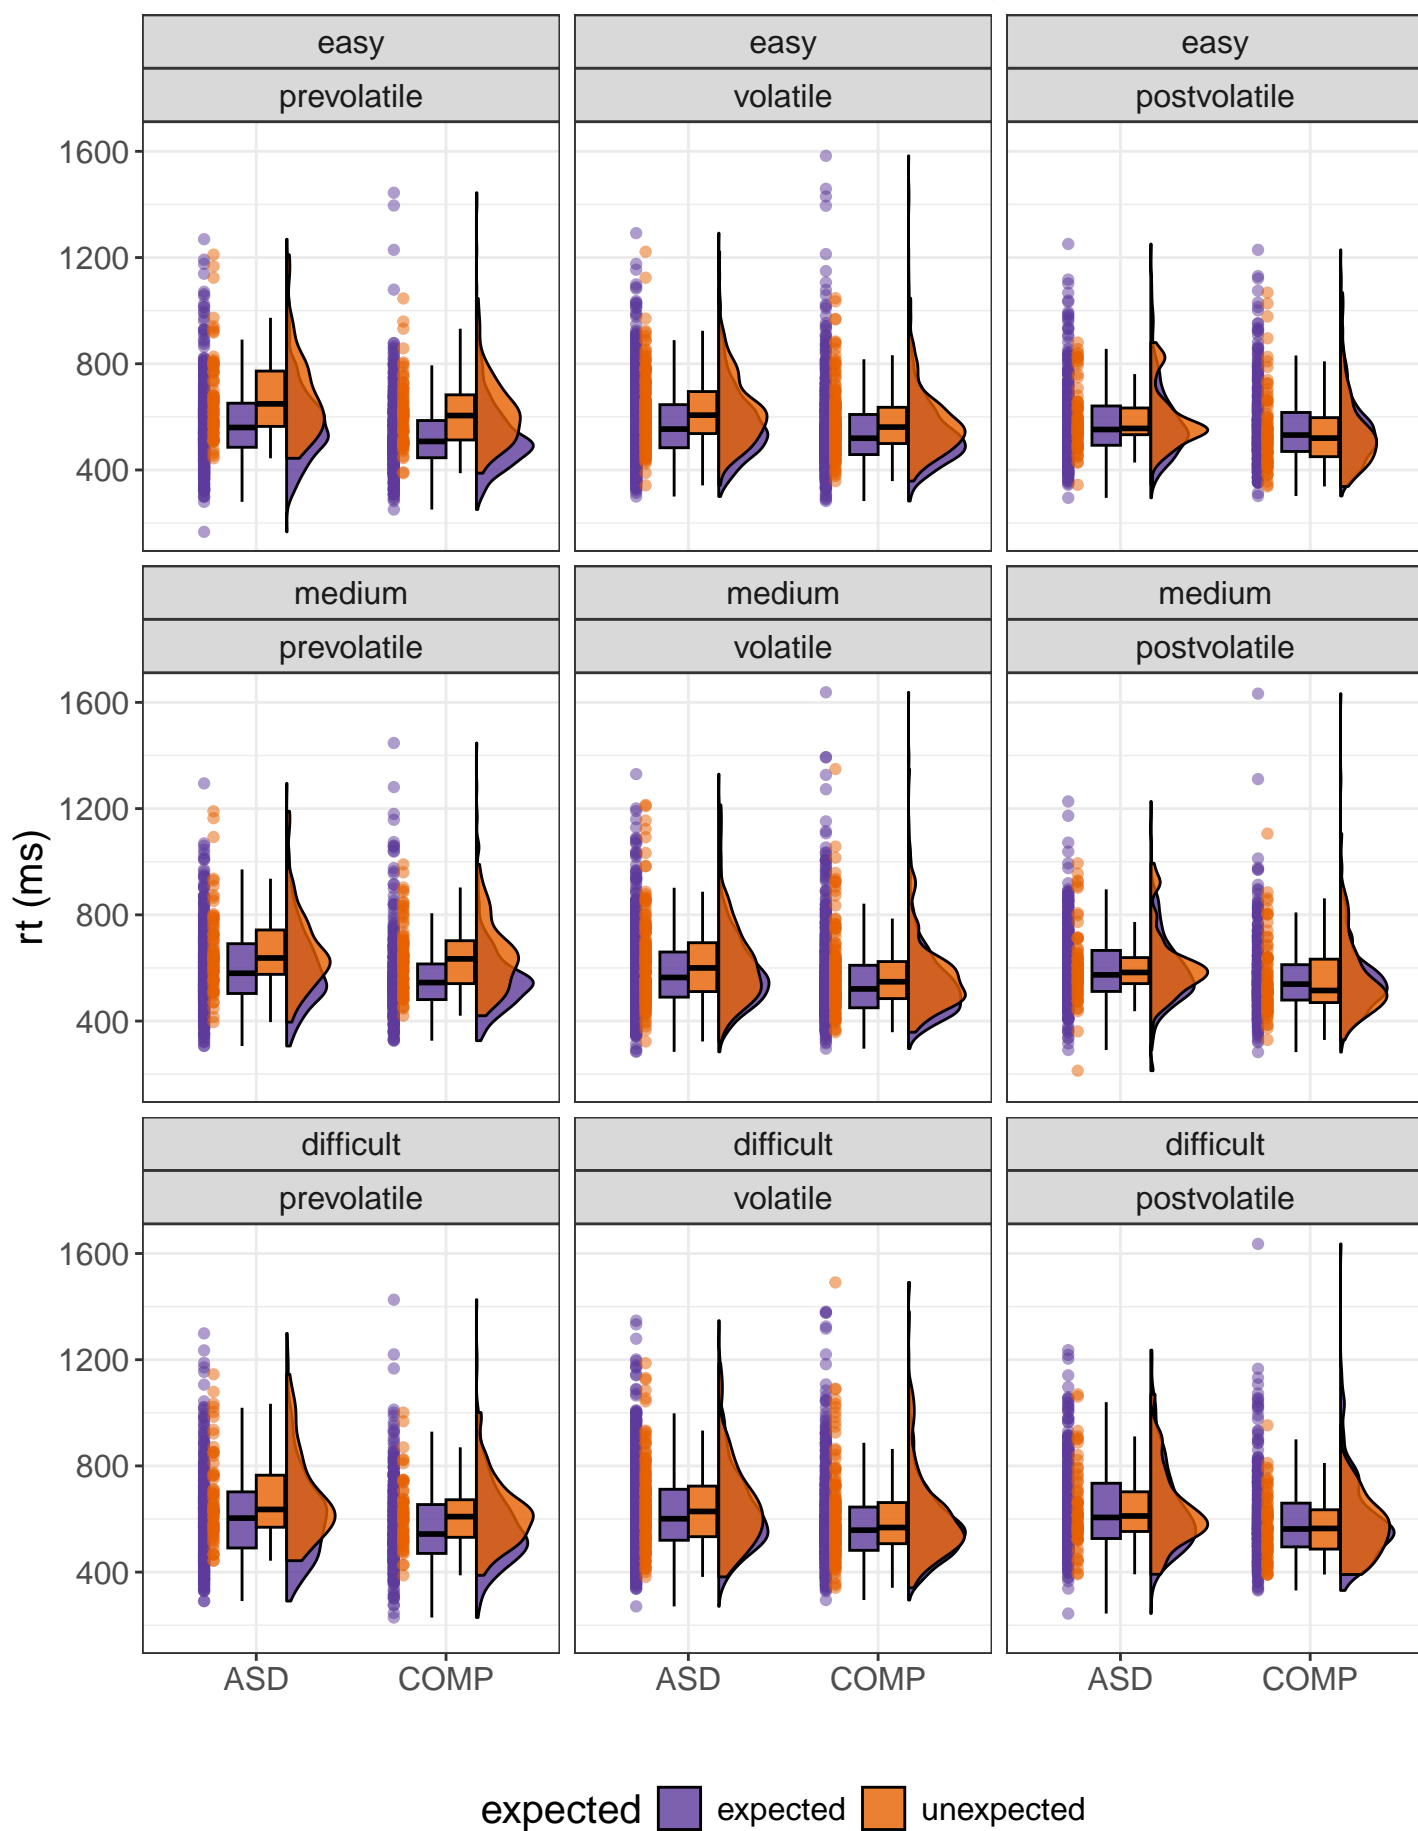 easy easy easy
prevolatile volatile postvolatile
1600
1200
800
400
medium medium medium
prevolatile volatile postvolatile
1600
1200
800
400
rt (ms)
difficult difficult difficult
prevolatile volatile postvolatile
1600
1200
800
400
ASD COMP ASD COMP ASD COMP
expected expected unexpected